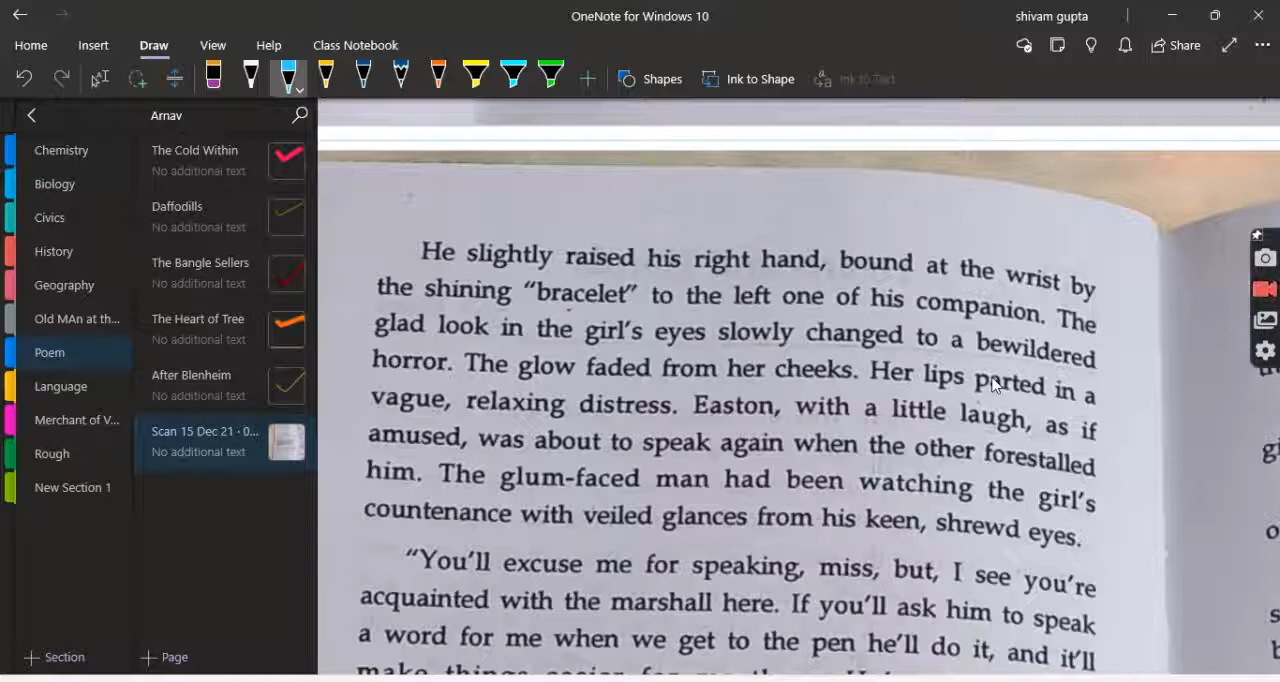 OneNote for Windows 10
shivam gupta
Home Insert Draw View Help Class Notebook
Share
Shapes
Ink to Shape
Ink to Text
Arnav
Chemistry
Biology
Civics
History
Geography
Old MAn at th...
Poem
Language
Merchant of V...
Rough
New Section 1
Section
The Cold Within
No additional text
Daffodills
No additional text
The Bangle Sellers
No additional text
The Heart of Tree
No additional text
After Blenheim
No additional text
Scan 15 Dec 21 · 0...
No additional text
Page
He slightly raised his right hand, bound at the wrist by
the shining “bracelet” to the left one of his companion. The
glad look in the girl’s eyes slowly changed to a bewildered
horror. The glow faded from her cheeks. Her lips parted in a
vague, relaxing distress. Easton, with a little laugh, as if
amused, was about to speak again when the other forestalled
him. The glum-faced man had been watching the girl’s
countenance with veiled glances from his keen, shrewd eyes.
“You’ll excuse me for speaking, miss, but, I see you’re
acquainted with the marshall here. If you’ll ask him to speak
a word for me when we get to the pen he’ll do it, and it’ll